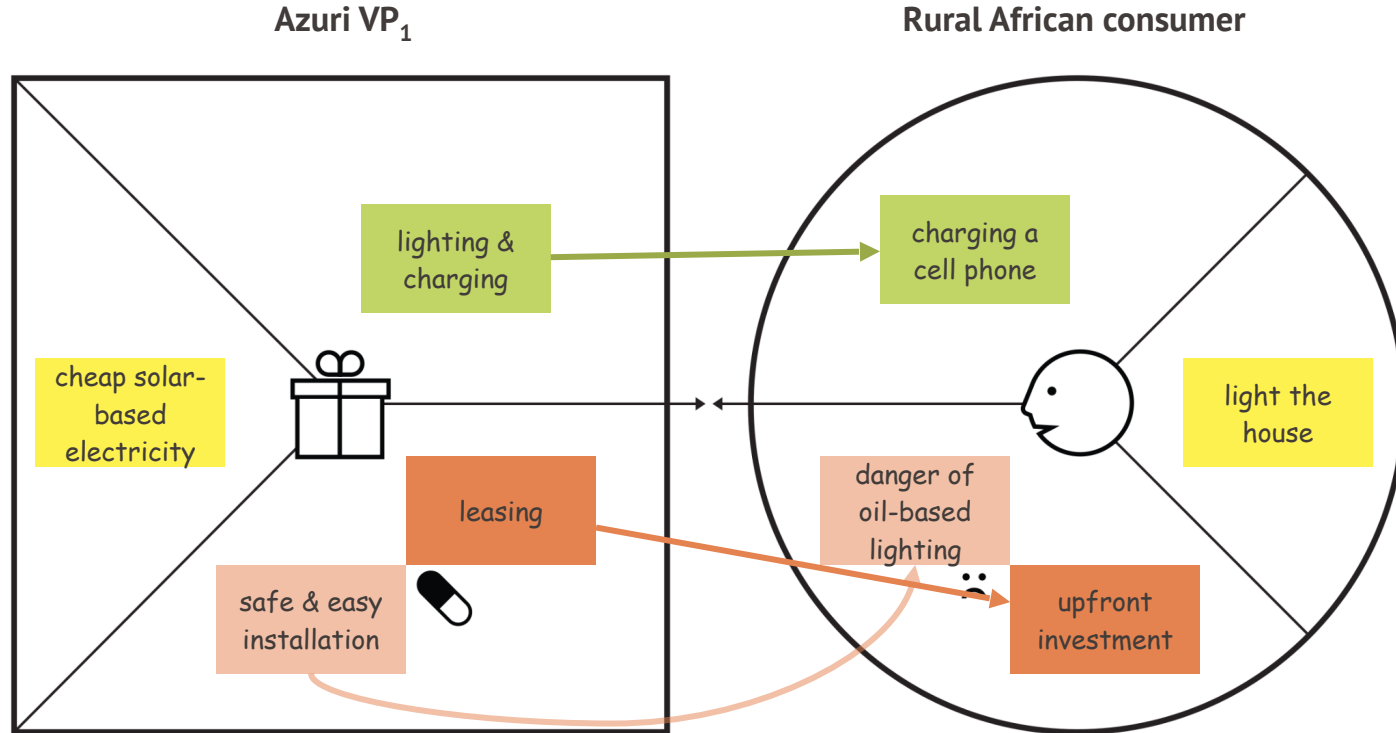 Azuri VP₁
Rural African consumer
lighting &
charging
charging a
cell phone
cheap solar-
based
electricity
light the
house
leasing
danger of
oil-based
lighting
safe & easy
installation
upfront
investment